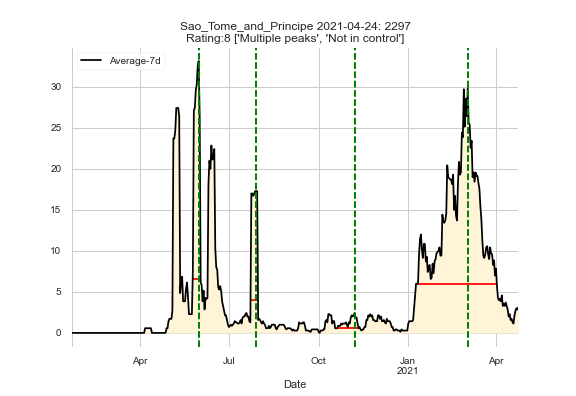 Sao_Tome_and_Principe 2021-04-24: 2297
Rating:8 ['Multiple peaks', 'Not in control']
Average-7d
30
25
20
15
10
5
0
Apr
Jul
Oct
Jan
2021
Apr
Date